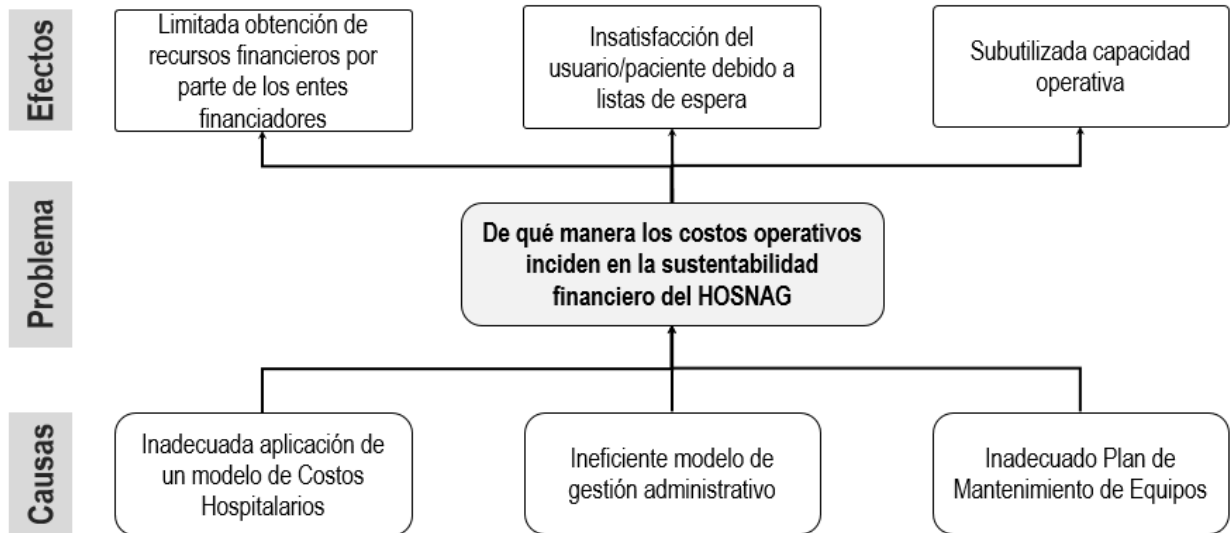 Efectos
Limitada obtención de
recursos financieros por
parte de los entes
financiadores
Insatisfacción del
usuario/paciente debido a
listas de espera
Subutilizada capacidad
operativa
Problema
De qué manera los costos operativos
inciden en la sustentabilidad
financiero del HOSNAG
Causas
Inadecuada aplicación de
un modelo de Costos
Hospitalarios
Ineficiente modelo de
gestión administrativo
Inadecuado Plan de
Mantenimiento de Equipos